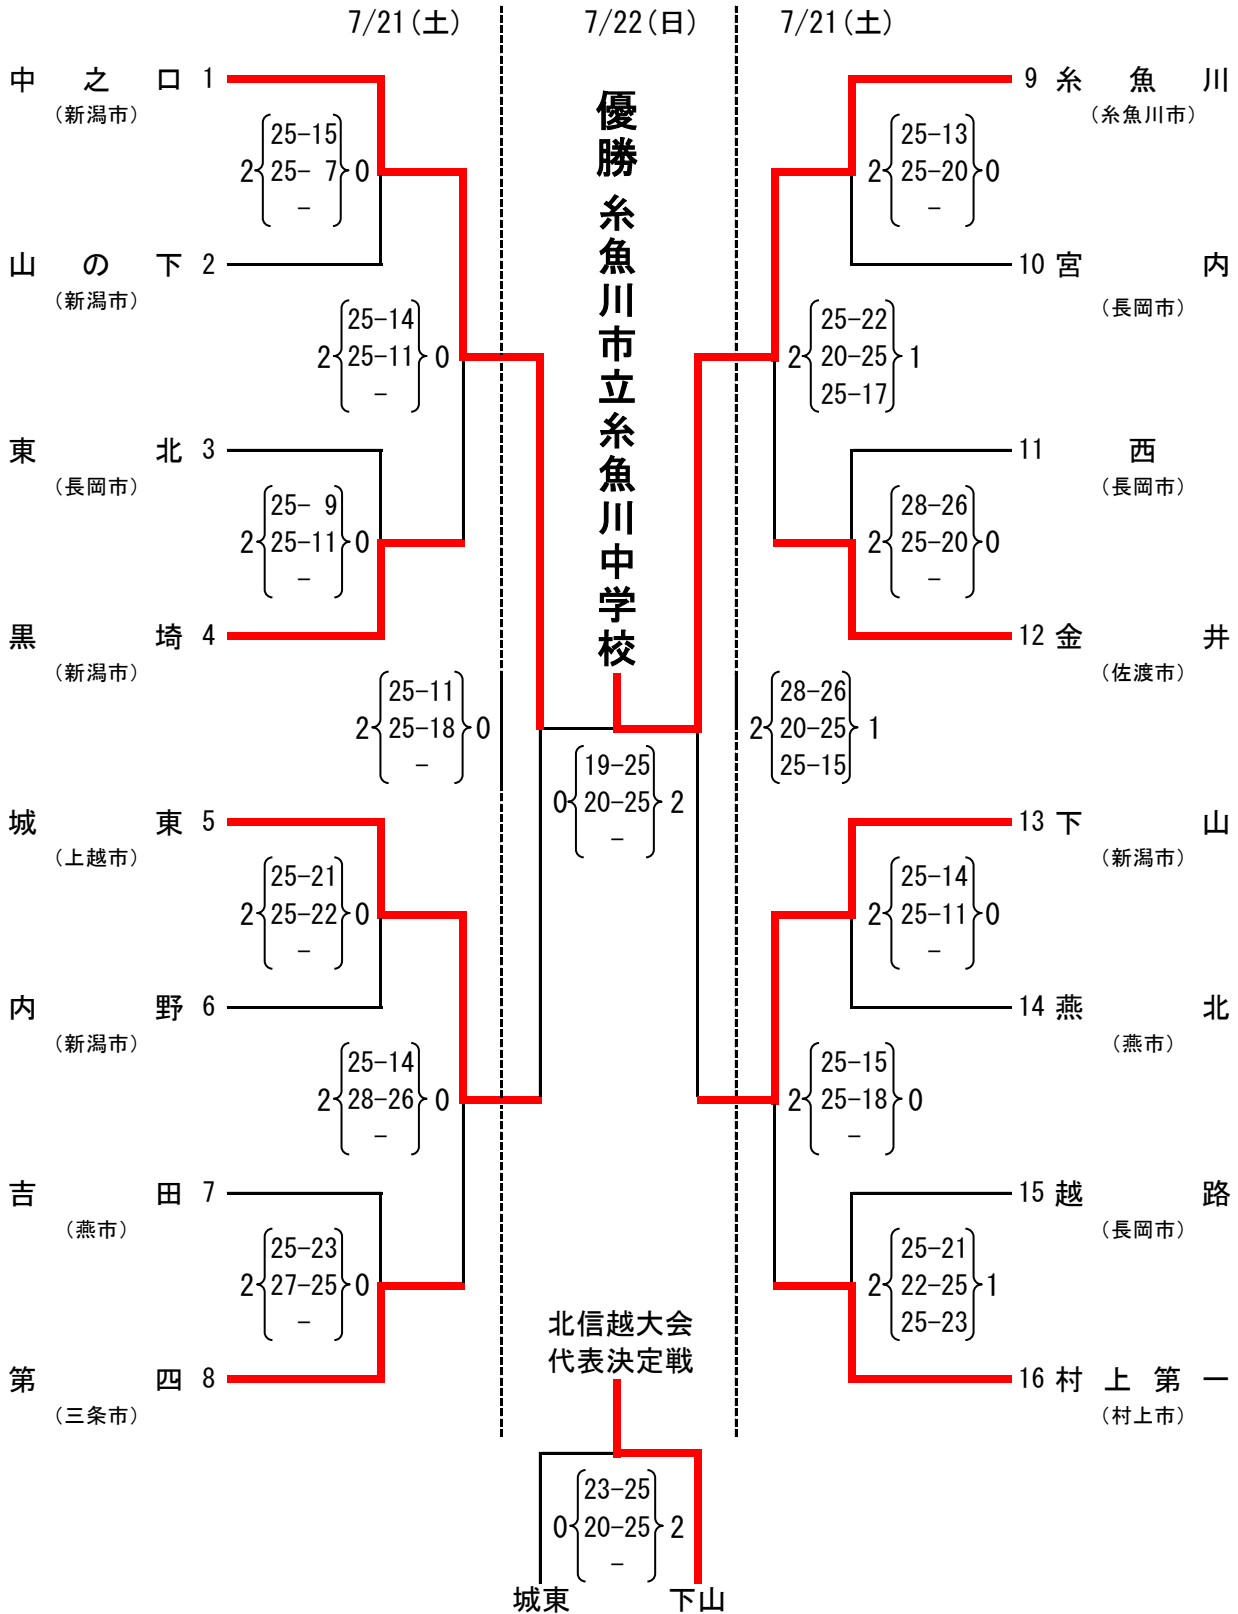 7/21(土)
7/22(日)
7/21(土)
優勝 糸魚川市立糸魚川中学校
中之口 1
(新潟市)
25-15
2 25- 7 0
-
山の下 2
(新潟市)
25-14
2 25-11 0
-
東北 3
(長岡市)
25- 9
2 25-11 0
-
黒埼 4
(新潟市)
25-11
2 25-18 0
-
城東 5
(上越市)
25-21
2 25-22 0
-
内野 6
(新潟市)
25-14
2 28-26 0
-
吉田 7
(燕市)
25-23
2 27-25 0
-
第四 8
(三条市)
19-25
0 20-25 2
-
9 糸魚川
(糸魚川市)
25-13
2 25-20 0
-
10 宮内
(長岡市)
25-22
2 20-25 1
25-17
11 西
(長岡市)
28-26
2 25-20 0
-
12 金井
(佐渡市)
28-26
2 20-25 1
25-15
13 下山
(新潟市)
25-14
2 25-11 0
-
14 燕北
(燕市)
25-15
2 25-18 0
-
15 越路
(長岡市)
25-21
2 22-25 1
25-23
16 村上第一
(村上市)
北信越大会
代表決定戦
23-25
0 20-25 2
-
城東 下山